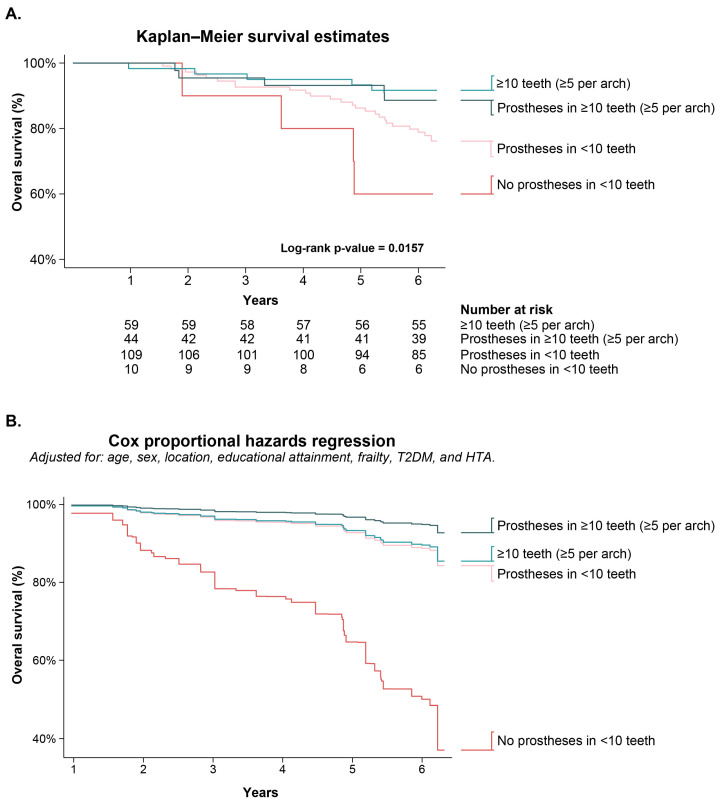 A.
Kaplan–Meier survival estimates
100%
80%
60%
40%
Overal survival (%)
≥10 teeth (≥5 per arch)
Prostheses in ≥10 teeth (≥5 per arch)
Prostheses in <10 teeth
No prostheses in <10 teeth
Log-rank p-value = 0.0157
1 2 3 4 5 6
Years
Number at risk
59 59 58 57 56 55 ≥10 teeth (≥5 per arch)
44 42 42 41 41 39 Prostheses in ≥10 teeth (≥5 per arch)
109 106 101 100 94 85 Prostheses in <10 teeth
10 9 9 8 6 6 No prostheses in <10 teeth
B.
Cox proportional hazards regression
Adjusted for: age, sex, location, educational attainment, frailty, T2DM, and HTA.
100%
80%
60%
40%
Overal survival (%)
Prostheses in ≥10 teeth (≥5 per arch)
≥10 teeth (≥5 per arch)
Prostheses in <10 teeth
No prostheses in <10 teeth
1 2 3 4 5 6
Years